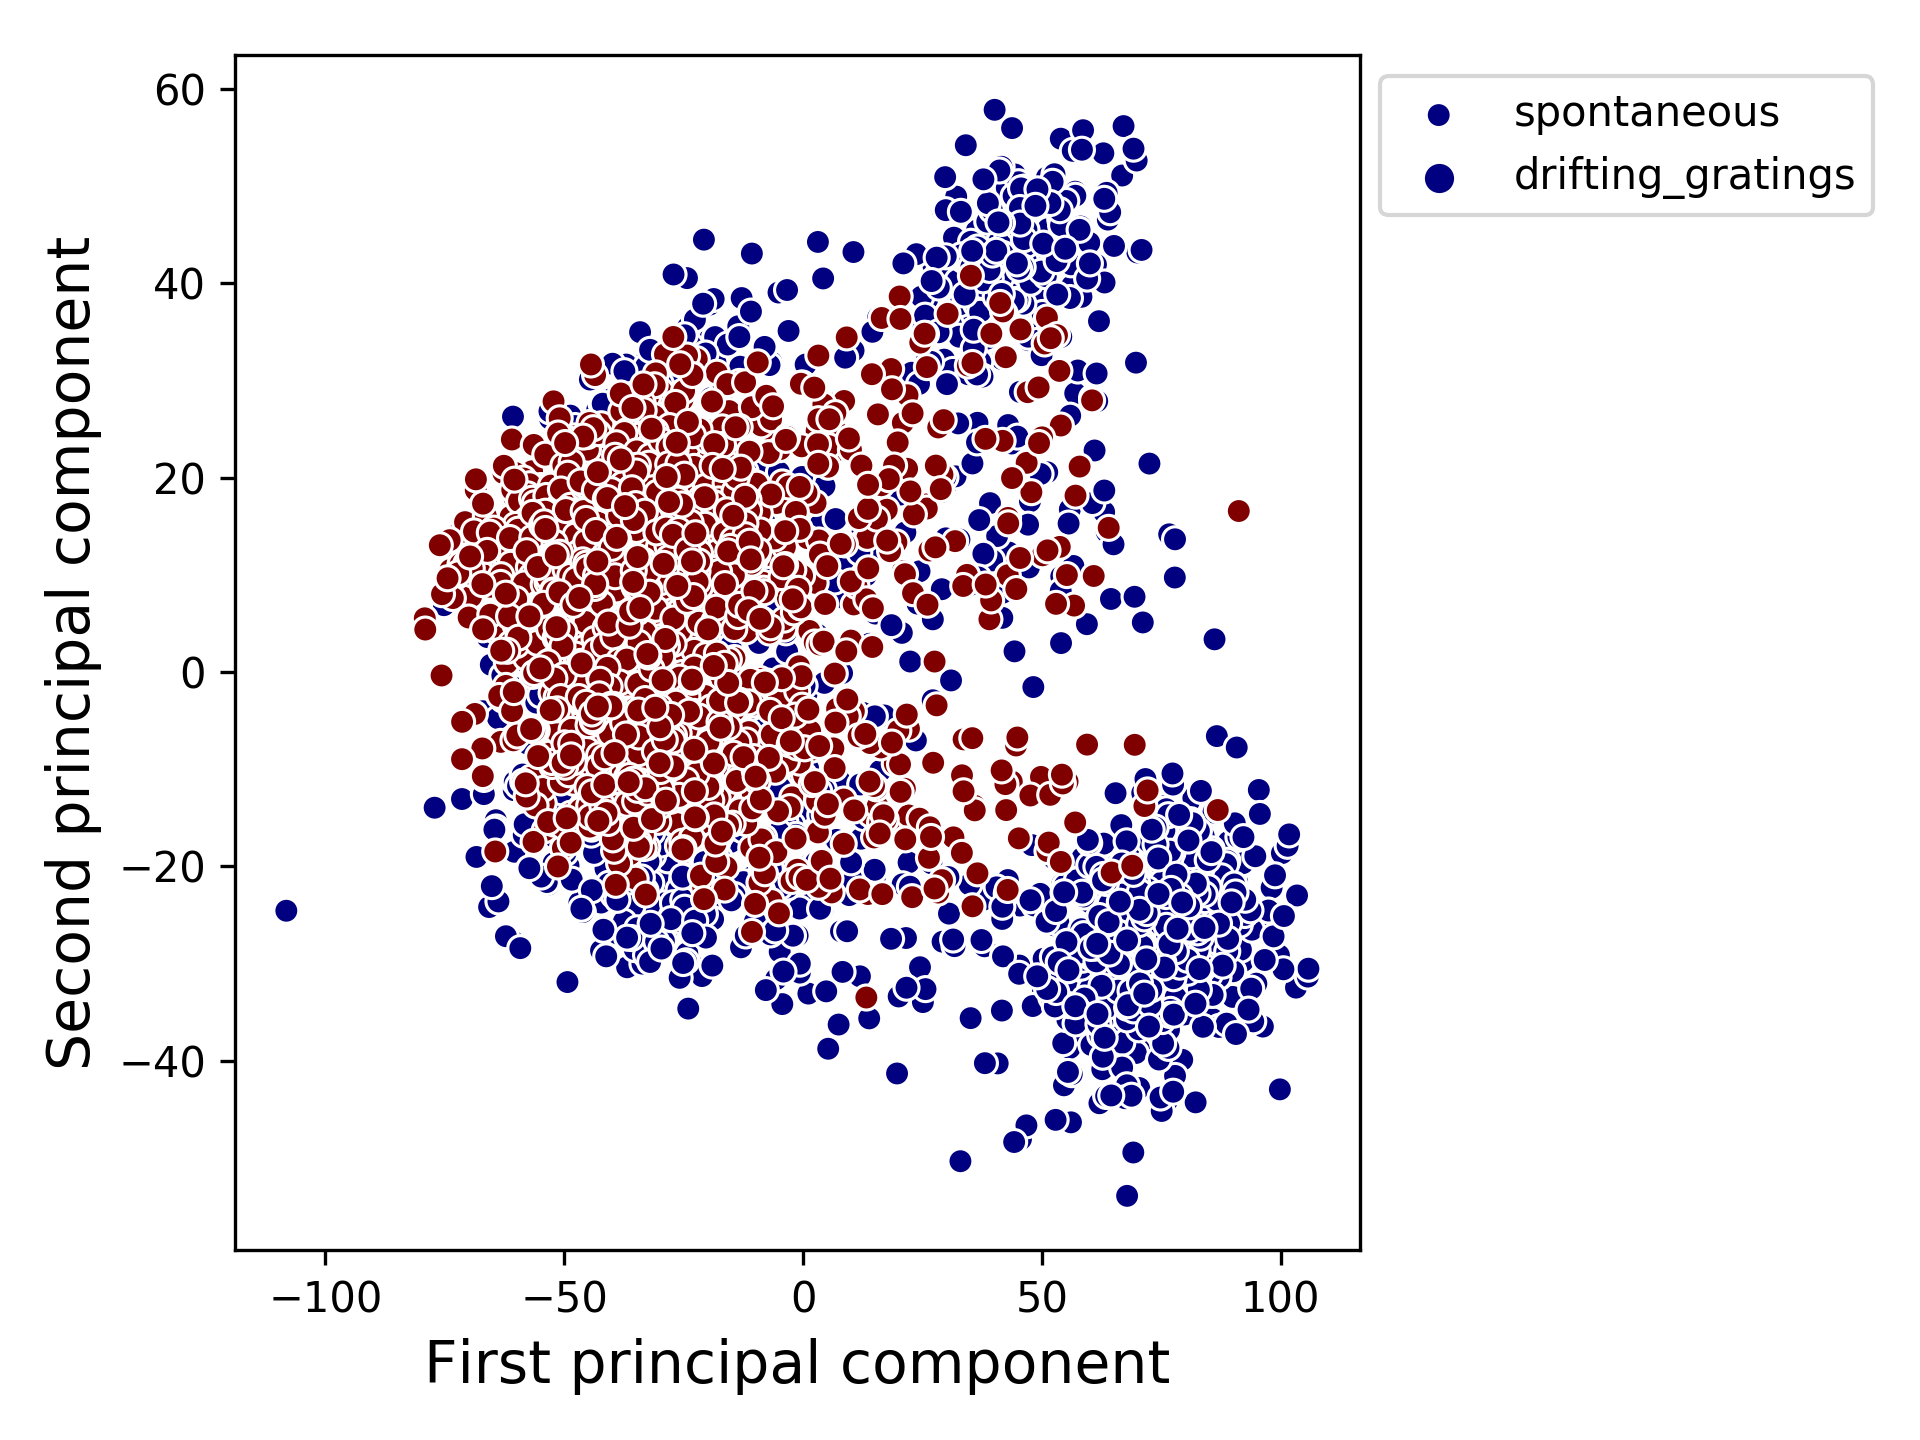 60
40
20
0
−20
−40
−100
−50
0
50
100
First principal component
Second principal component
spontaneous
drifting_gratings